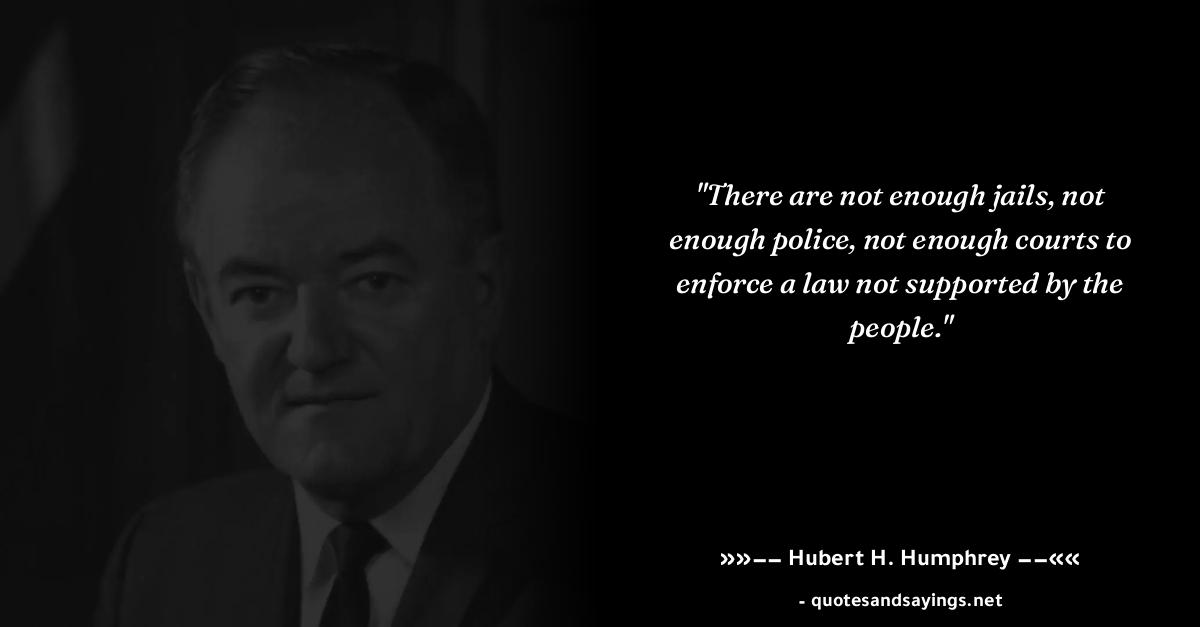 "There are not enough jails, not
enough police, not enough courts to
enforce a law not supported by the
people."
»»−− Hubert H. Humphrey −−««
- quotesandsayings.net